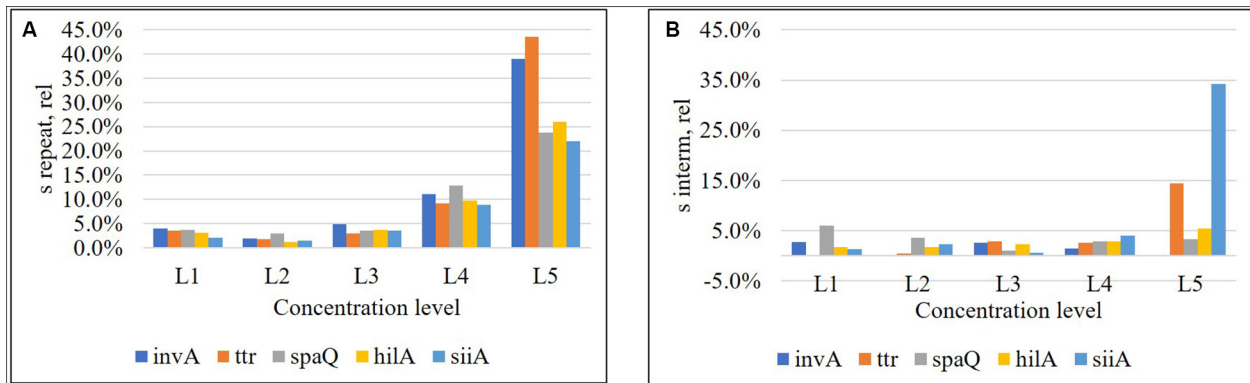 A
s repeat, rel
45.0%
40.0%
35.0%
30.0%
25.0%
20.0%
15.0%
10.0%
5.0%
0.0%
L1 L2 L3 L4 L5
Concentration level
invA ttr spaQ hilA siiA
B
s interm, rel
45.0%
35.0%
25.0%
15.0%
5.0%
-5.0%
L1 L2 L3 L4 L5
Concentration level
invA ttr spaQ hilA siiA